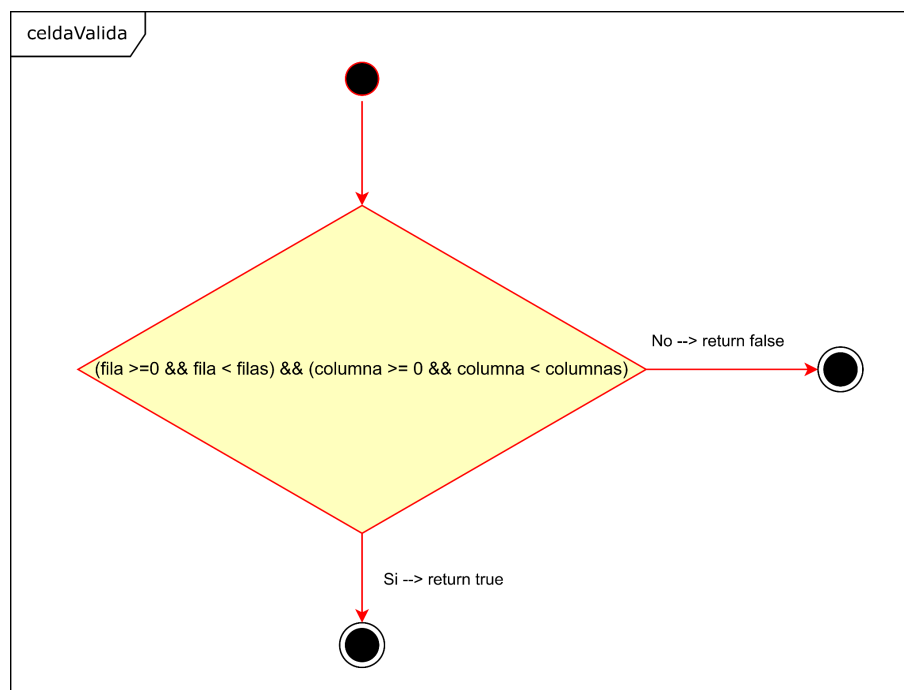 celdaValida
No --> return false
(fila >=0 && fila < filas) && (columna >= 0 && columna < columnas)
Si --> return true